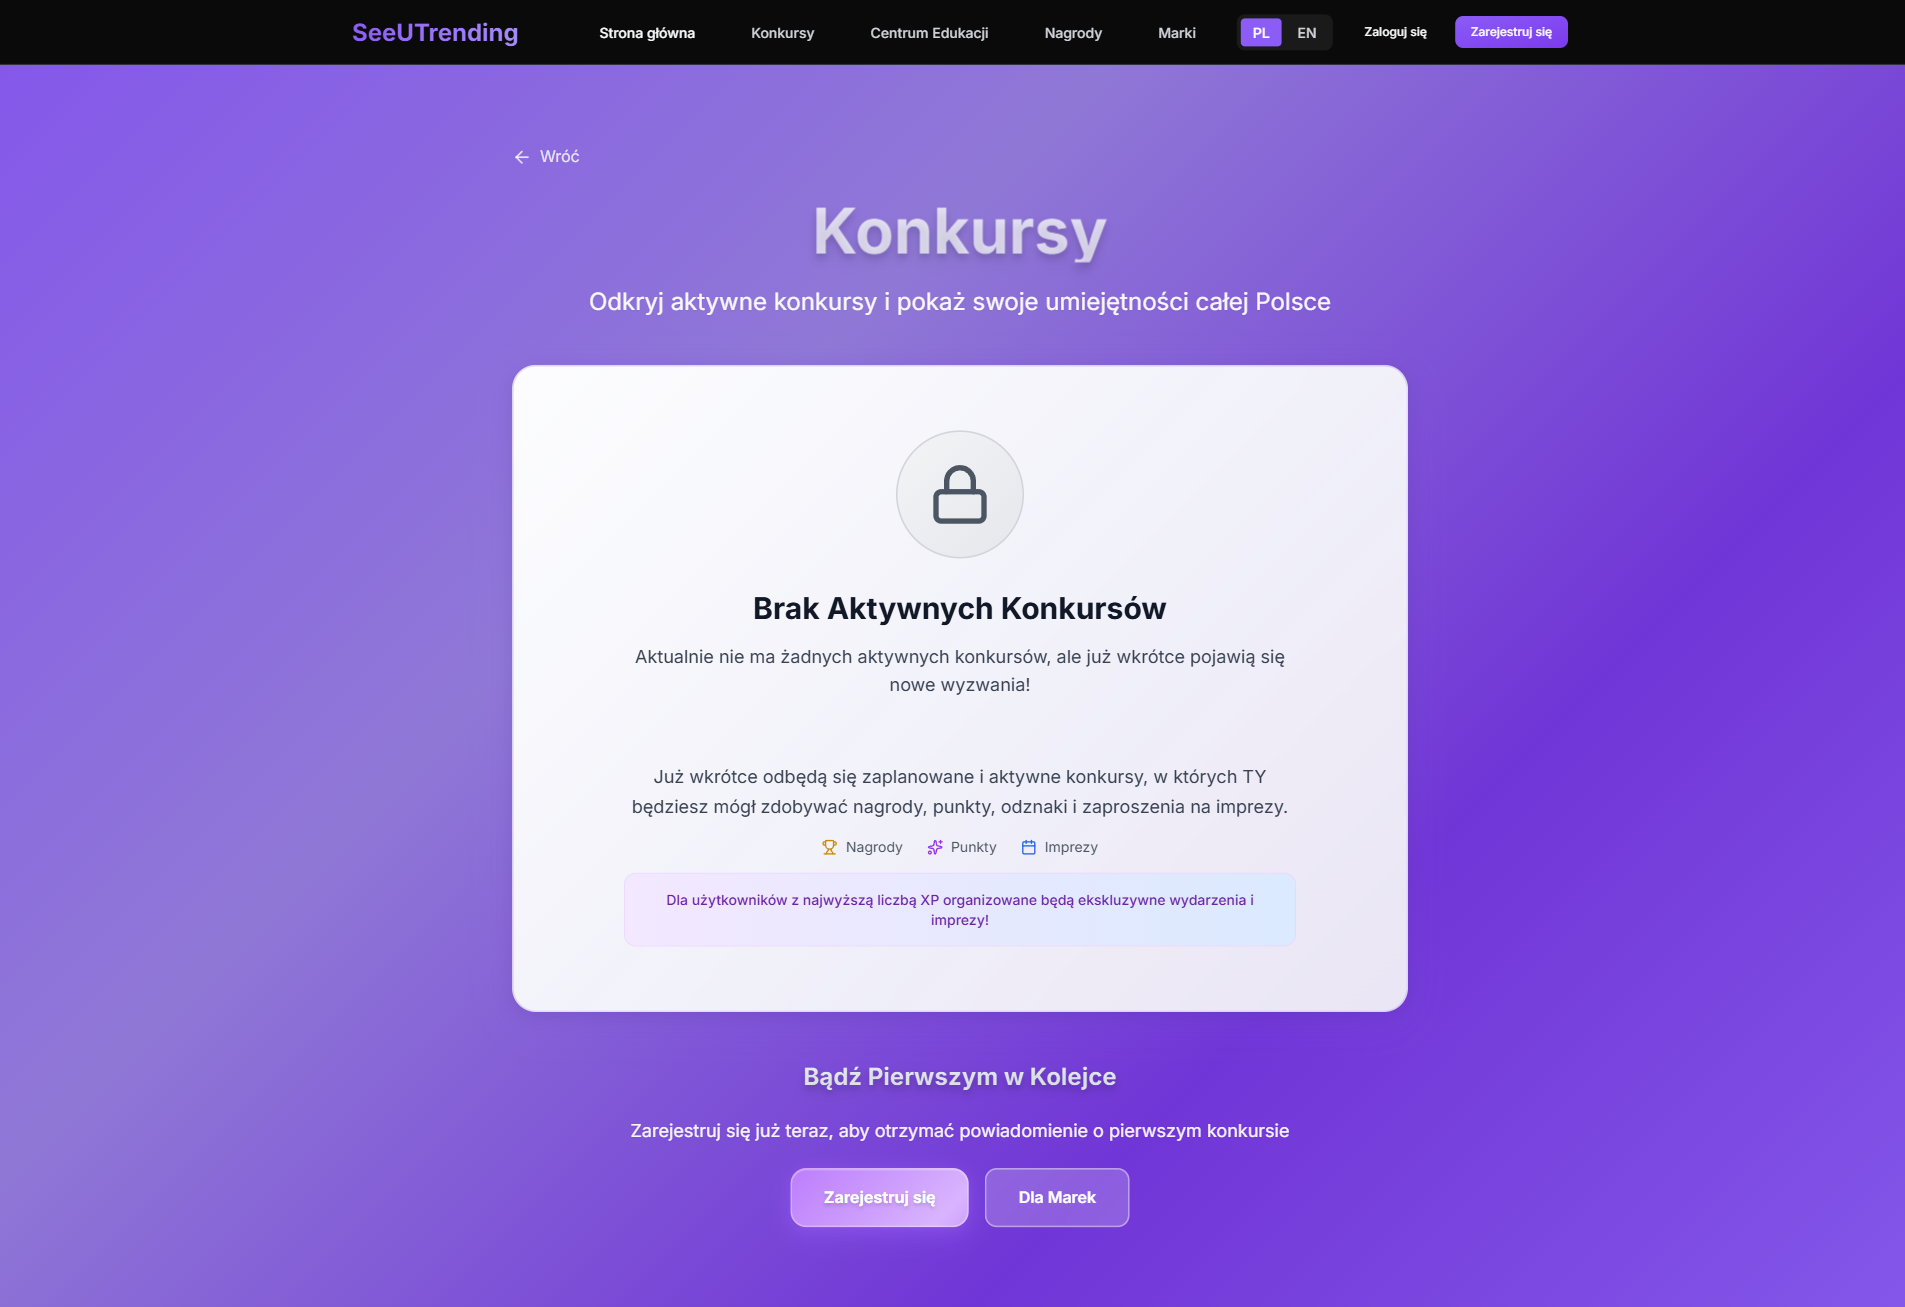 SeeUTrending
Strona główna
Konkursy
Centrum Edukacji
Nagrody
Marki
PL
EN
Zaloguj się
Zarejestruj się
Wróć
Konkursy
Odkryj aktywne konkursy i pokaż swoje umiejętności całej Polsce
Brak Aktywnych Konkursów
Aktualnie nie ma żadnych aktywnych konkursów, ale już wkrótce pojawią się
nowe wyzwania!
Już wkrótce odbędą się zaplanowane i aktywne konkursy, w których TY
będziesz mógł zdobywać nagrody, punkty, odznaki i zaproszenia na imprezy.
Nagrody
Punkty
Imprezy
Dla użytkowników z najwyższą liczbą XP organizowane będą ekskluzywne wydarzenia i
imprezy!
Bądź Pierwszym w Kolejce
Zarejestruj się już teraz, aby otrzymać powiadomienie o pierwszym konkursie
Zarejestruj się
Dla Marek